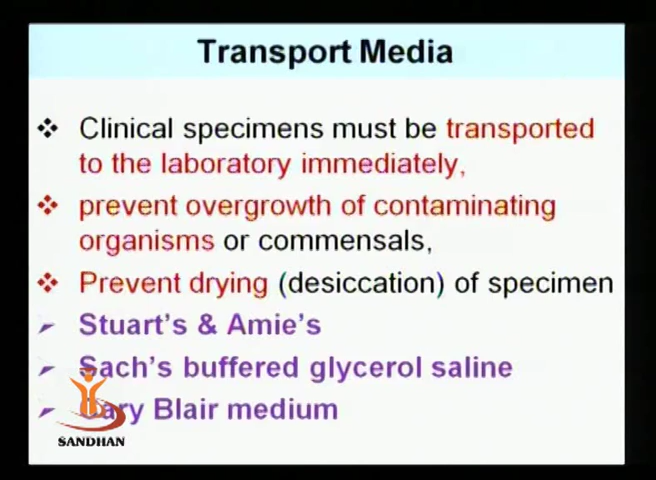 Transport Media
Clinical specimens must be transported
to the laboratory immediately,
prevent overgrowth of contaminating
organisms or commensals,
Prevent drying (desiccation) of specimen
Stuart's & Amie's
Sach's buffered glycerol saline
Cary Blair medium
SANDHAN